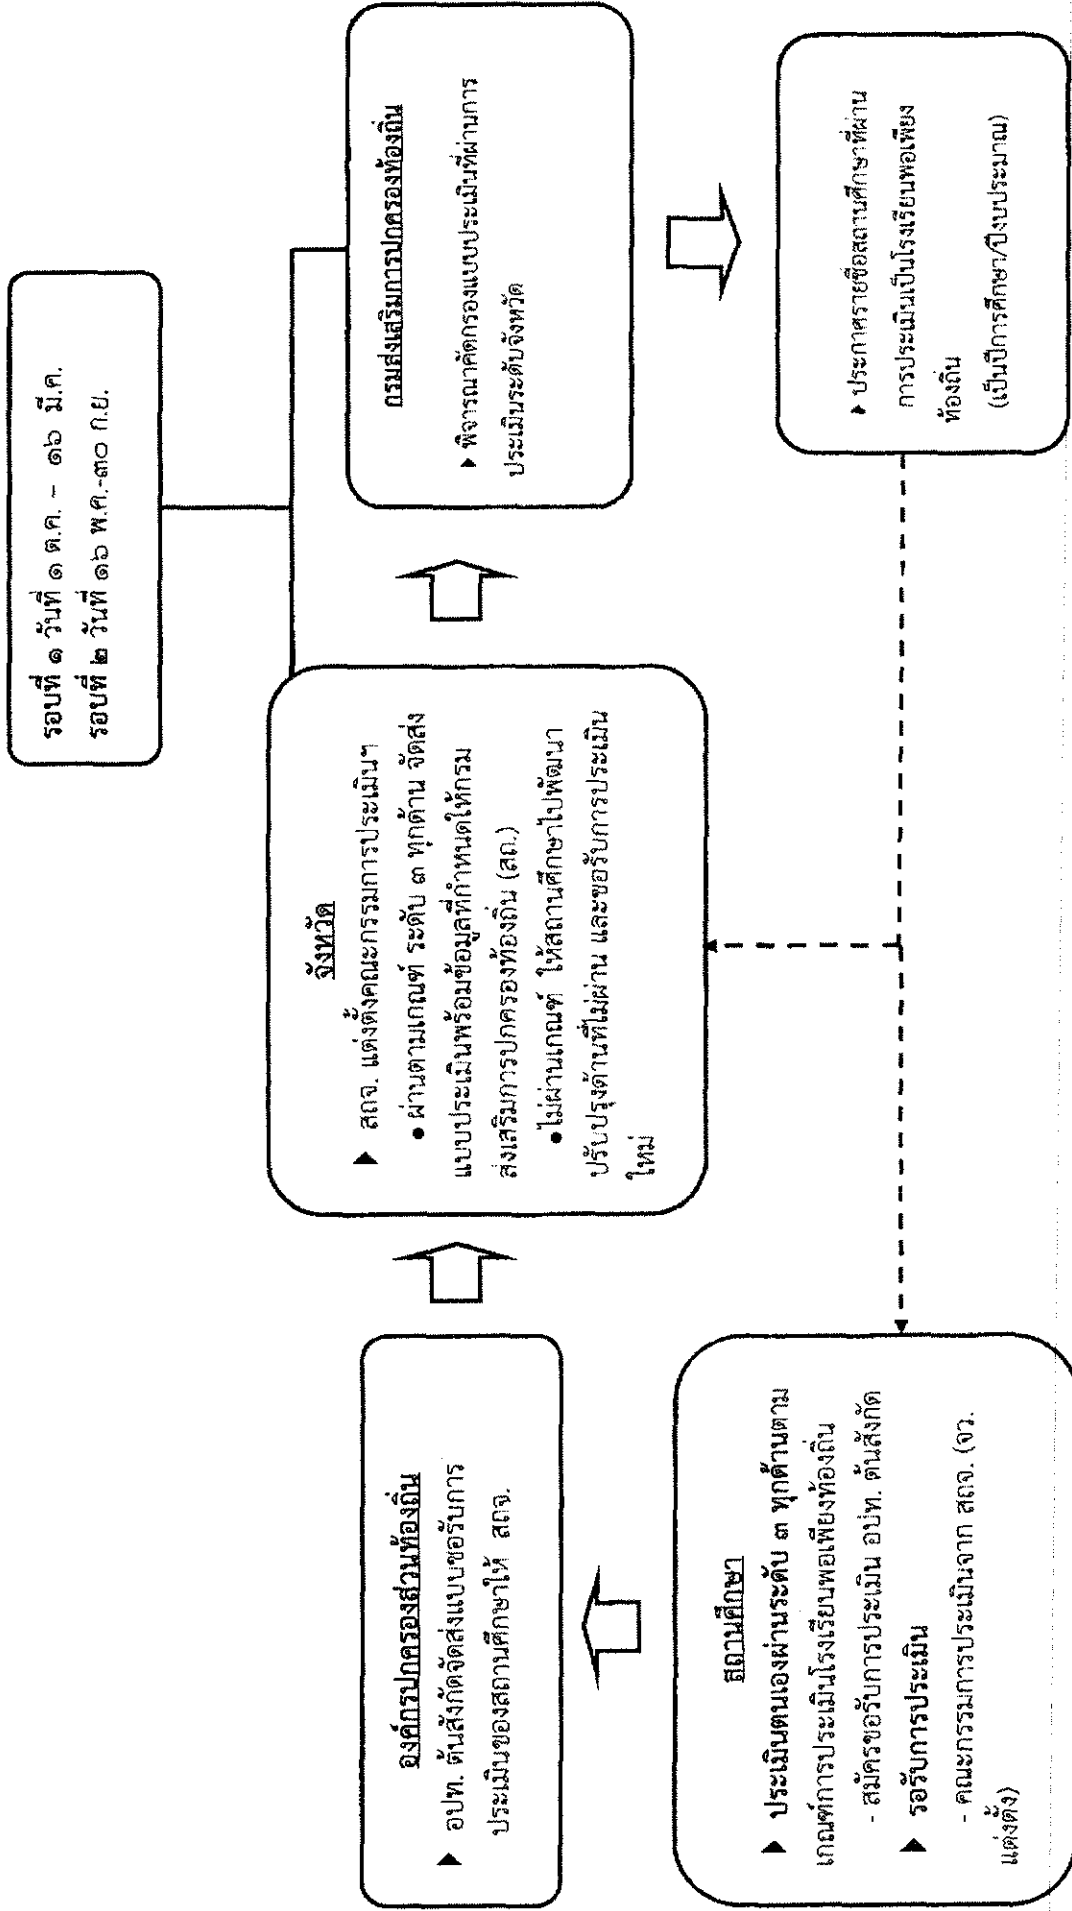 รอบที่ ๑ วันที่ ๑ ต.ค. – ๑๖ มี.ค.
รอบที่ ๒ วันที่ ๑๖ พ.ค.-๓๐ ก.ย.
องค์กรปกครองส่วนท้องถิ่น
▶ อปท. ต้นสังกัดจัดส่งแบบขอรับการ
ประเมินของสถานศึกษาให้ สถจ.
จังหวัด
▶ สถจ. แต่งตั้งคณะกรรมการประเมินฯ
• ผ่านตามเกณฑ์ ระดับ ๓ ทุกด้าน จัดส่ง
แบบประเมินพร้อมข้อมูลที่กำหนดให้กรม
ส่งเสริมการปกครองท้องถิ่น (สถ.)
• ไม่ผ่านเกณฑ์ ให้สถานศึกษาไปพัฒนา
ปรับปรุงด้านที่ไม่ผ่าน และขอรับการประเมิน
ใหม่
กรมส่งเสริมการปกครองท้องถิ่น
▶ พิจารณาคัดกรองแบบประเมินที่ผ่านการ
ประเมินระดับจังหวัด
สถานศึกษา
▶ ประเมินตนเองผ่านระดับ ๓ ทุกด้านตาม
เกณฑ์การประเมินโรงเรียนพอเพียงท้องถิ่น
- สมัครขอรับการประเมิน อปท. ต้นสังกัด
▶ รอรับการประเมิน
- คณะกรรมการประเมินจาก สถจ. (จว.
แต่งตั้ง)
▶ ประกาศรายชื่อสถานศึกษาที่ผ่าน
การประเมินเป็นโรงเรียนพอเพียง
ท้องถิ่น
(เป็นปีการศึกษา/ปีงบประมาณ)